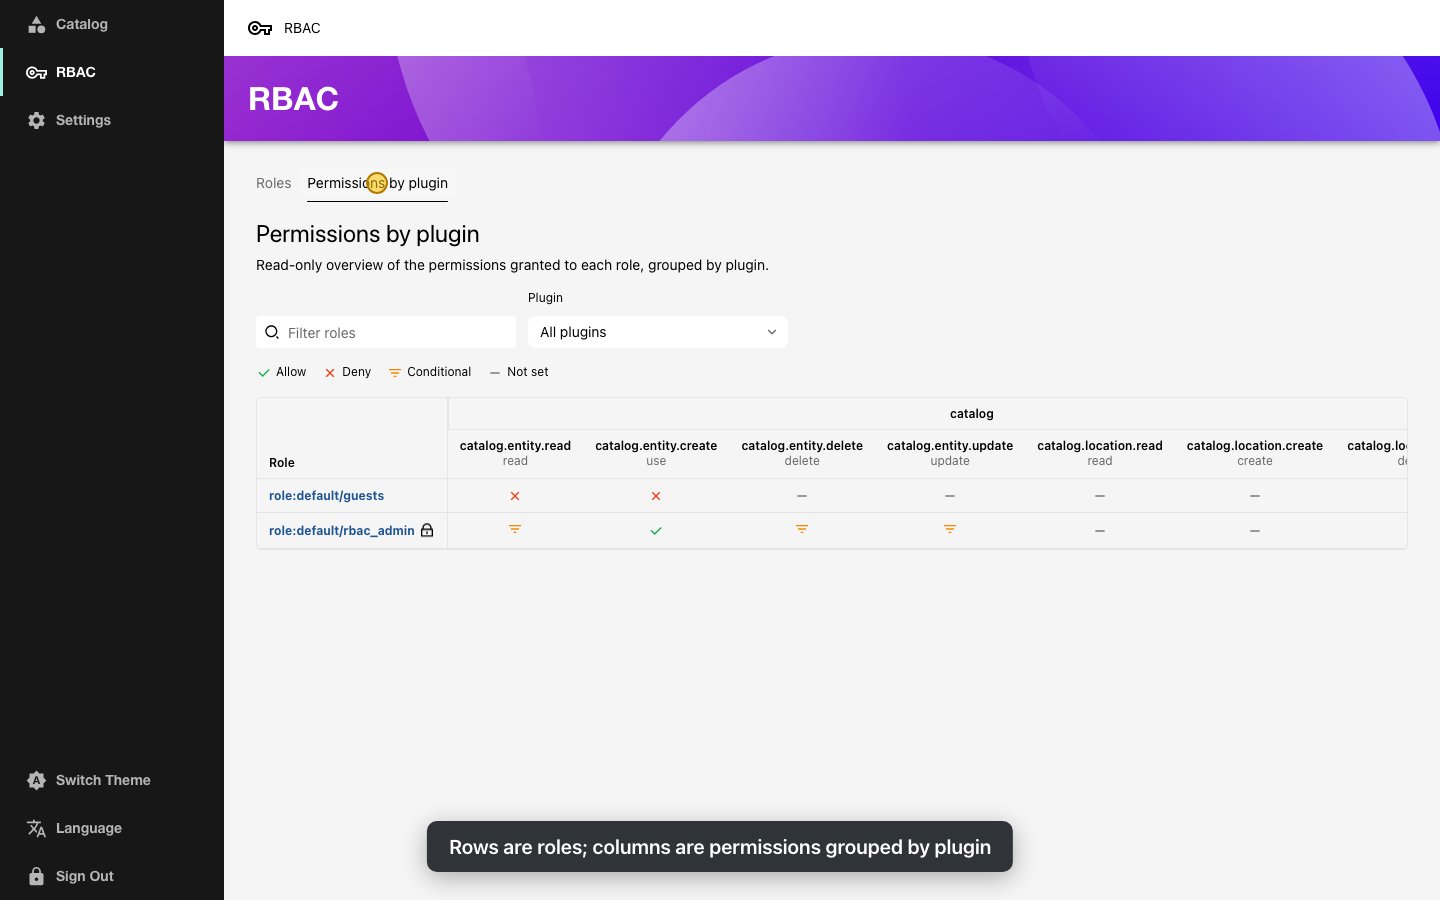 Catalog
RBAC
Settings
Switch Theme
Language
Sign Out
RBAC
RBAC
Roles
Permissions by plugin
Permissions by plugin
Read-only overview of the permissions granted to each role, grouped by plugin.
Plugin
Filter roles
All plugins
Allow Deny Conditional Not set
catalog
Role
catalog.entity.read catalog.entity.create catalog.entity.delete catalog.entity.update catalog.location.read catalog.location.create
read use delete update read create
role:default/guests
role:default/rbac_admin
Rows are roles; columns are permissions grouped by plugin